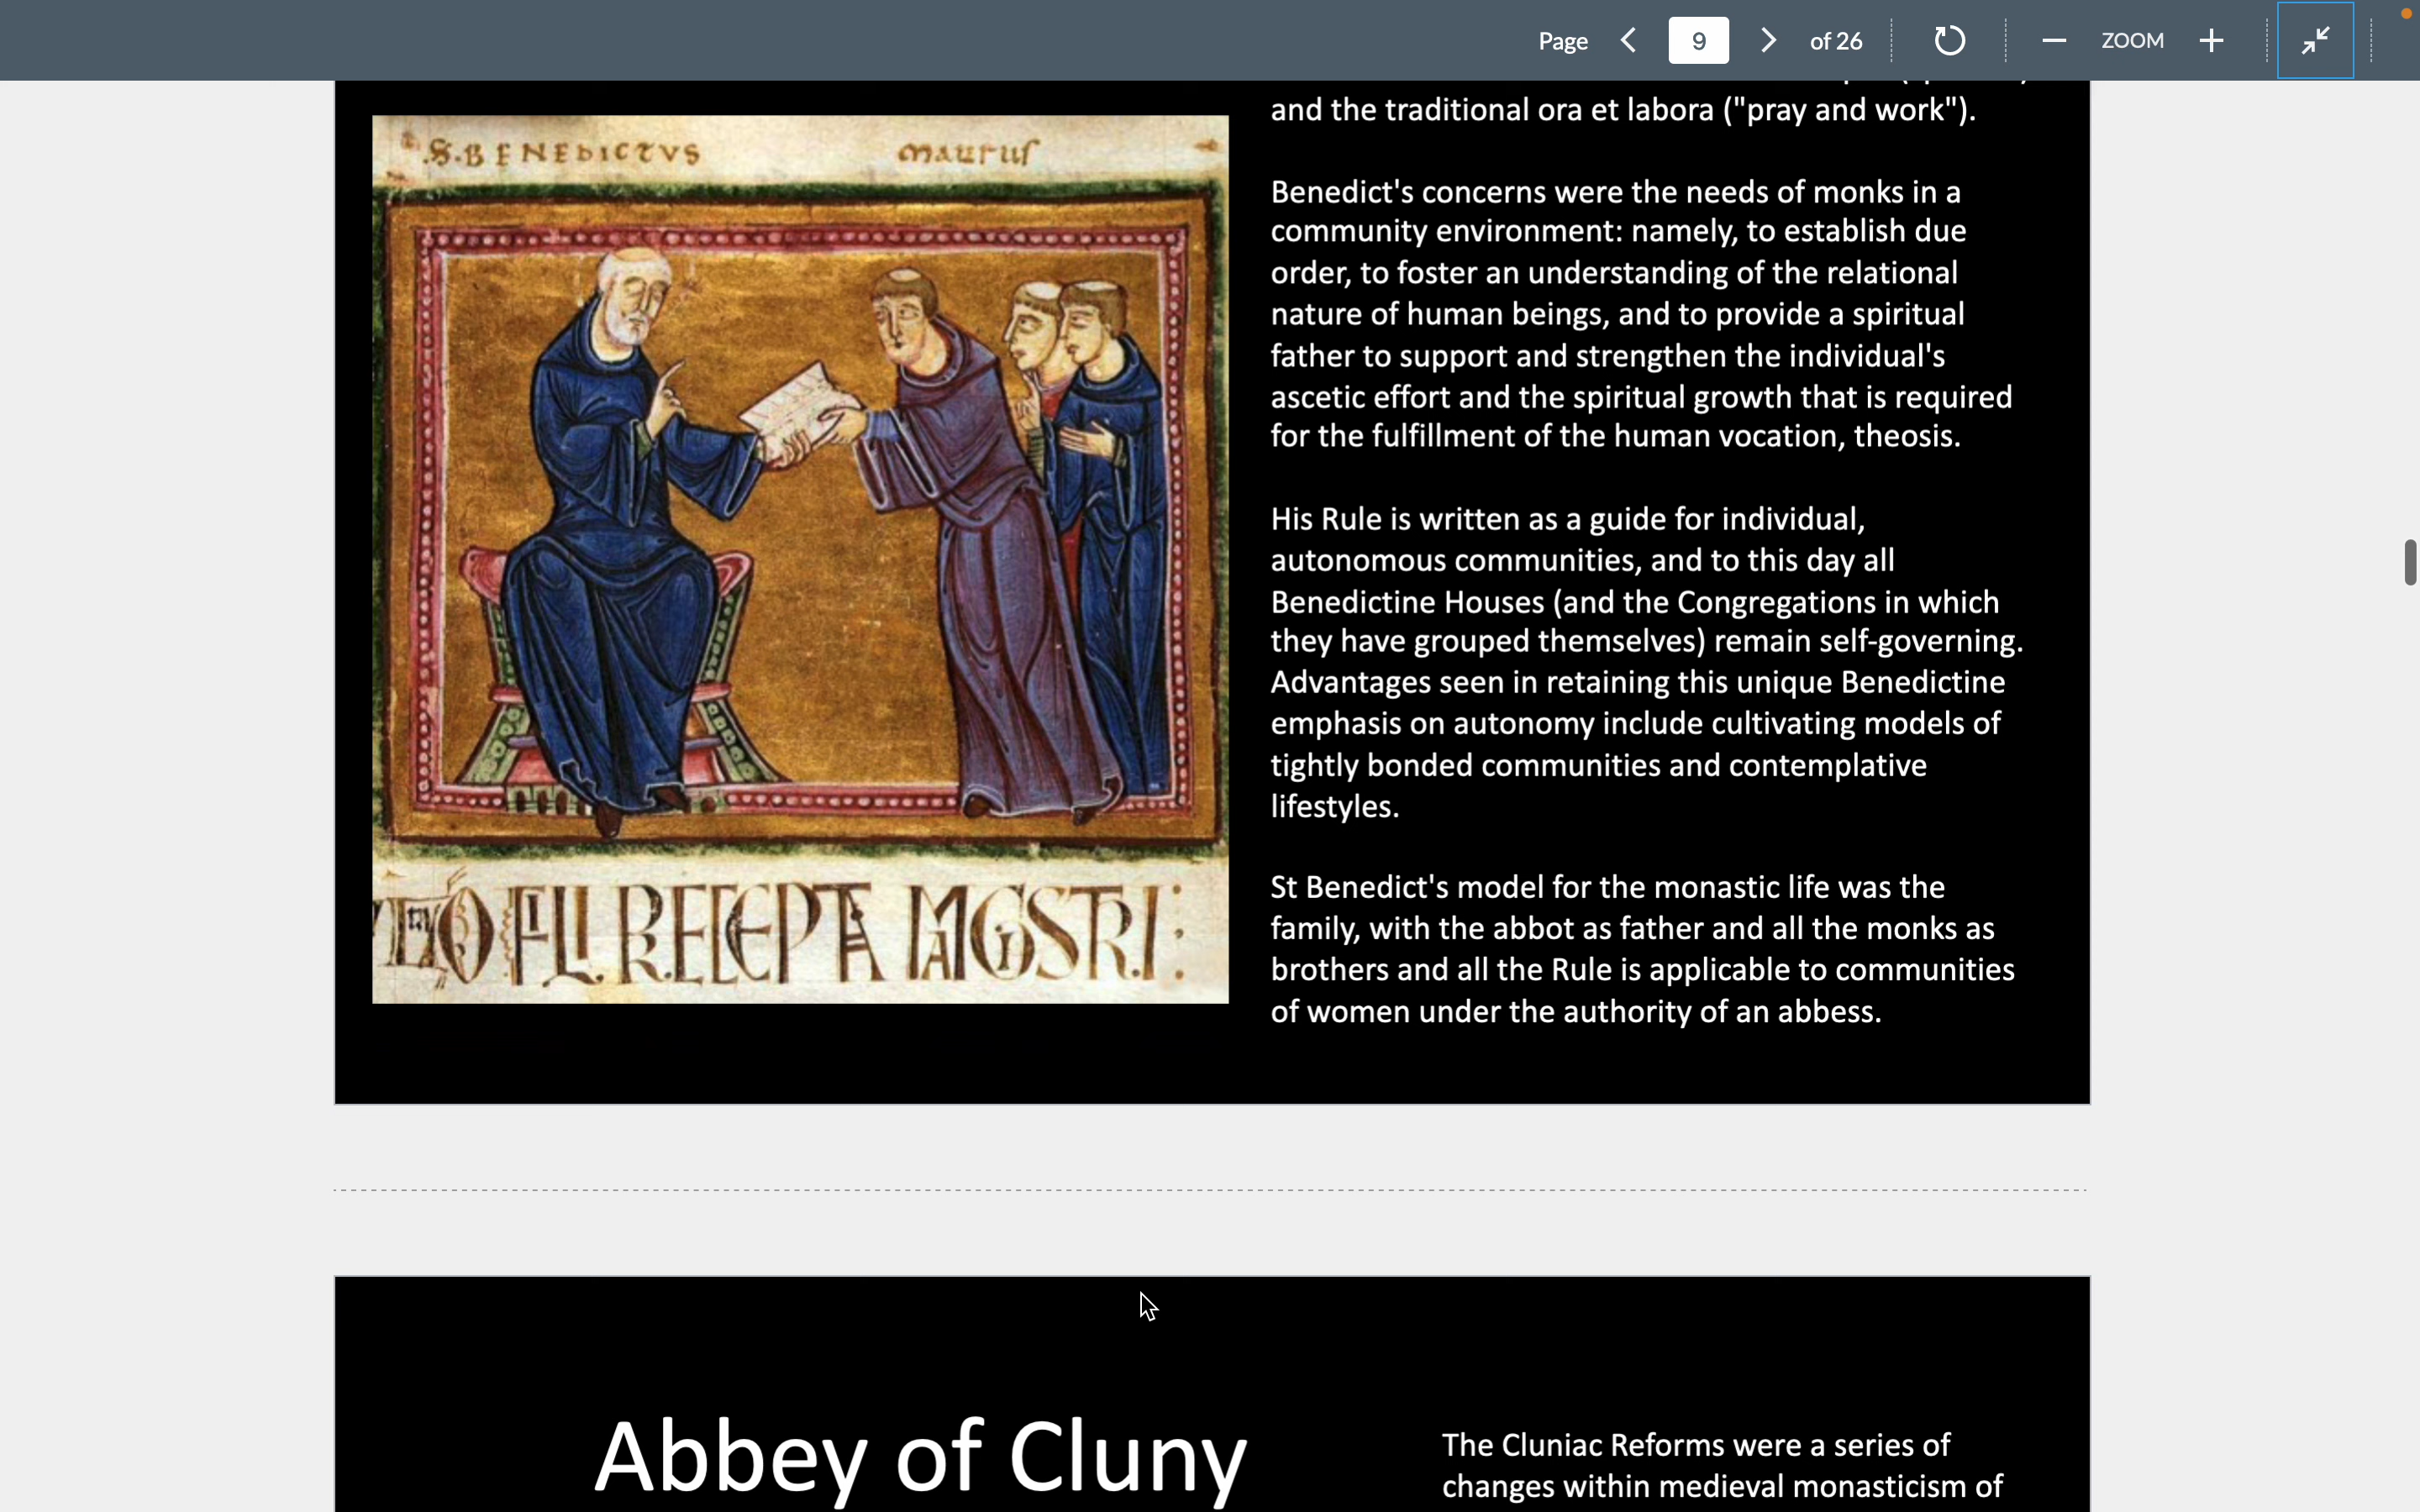 Page 9 of 26 ZOOM
and the traditional ora et labora ("pray and work").
.S.BENEDICTVS maurus
Benedict's concerns were the needs of monks in a
community environment: namely, to establish due
order, to foster an understanding of the relational
nature of human beings, and to provide a spiritual
father to support and strengthen the individual's
ascetic effort and the spiritual growth that is required
for the fulfillment of the human vocation, theosis.
His Rule is written as a guide for individual,
autonomous communities, and to this day all
Benedictine Houses (and the Congregations in which
they have grouped themselves) remain self-governing.
Advantages seen in retaining this unique Benedictine
emphasis on autonomy include cultivating models of
tightly bonded communities and contemplative
lifestyles.
St Benedict's model for the monastic life was the
family, with the abbot as father and all the monks as
brothers and all the Rule is applicable to communities
of women under the authority of an abbess.
Abbey of Cluny
The Cluniac Reforms were a series of
changes within medieval monasticism of